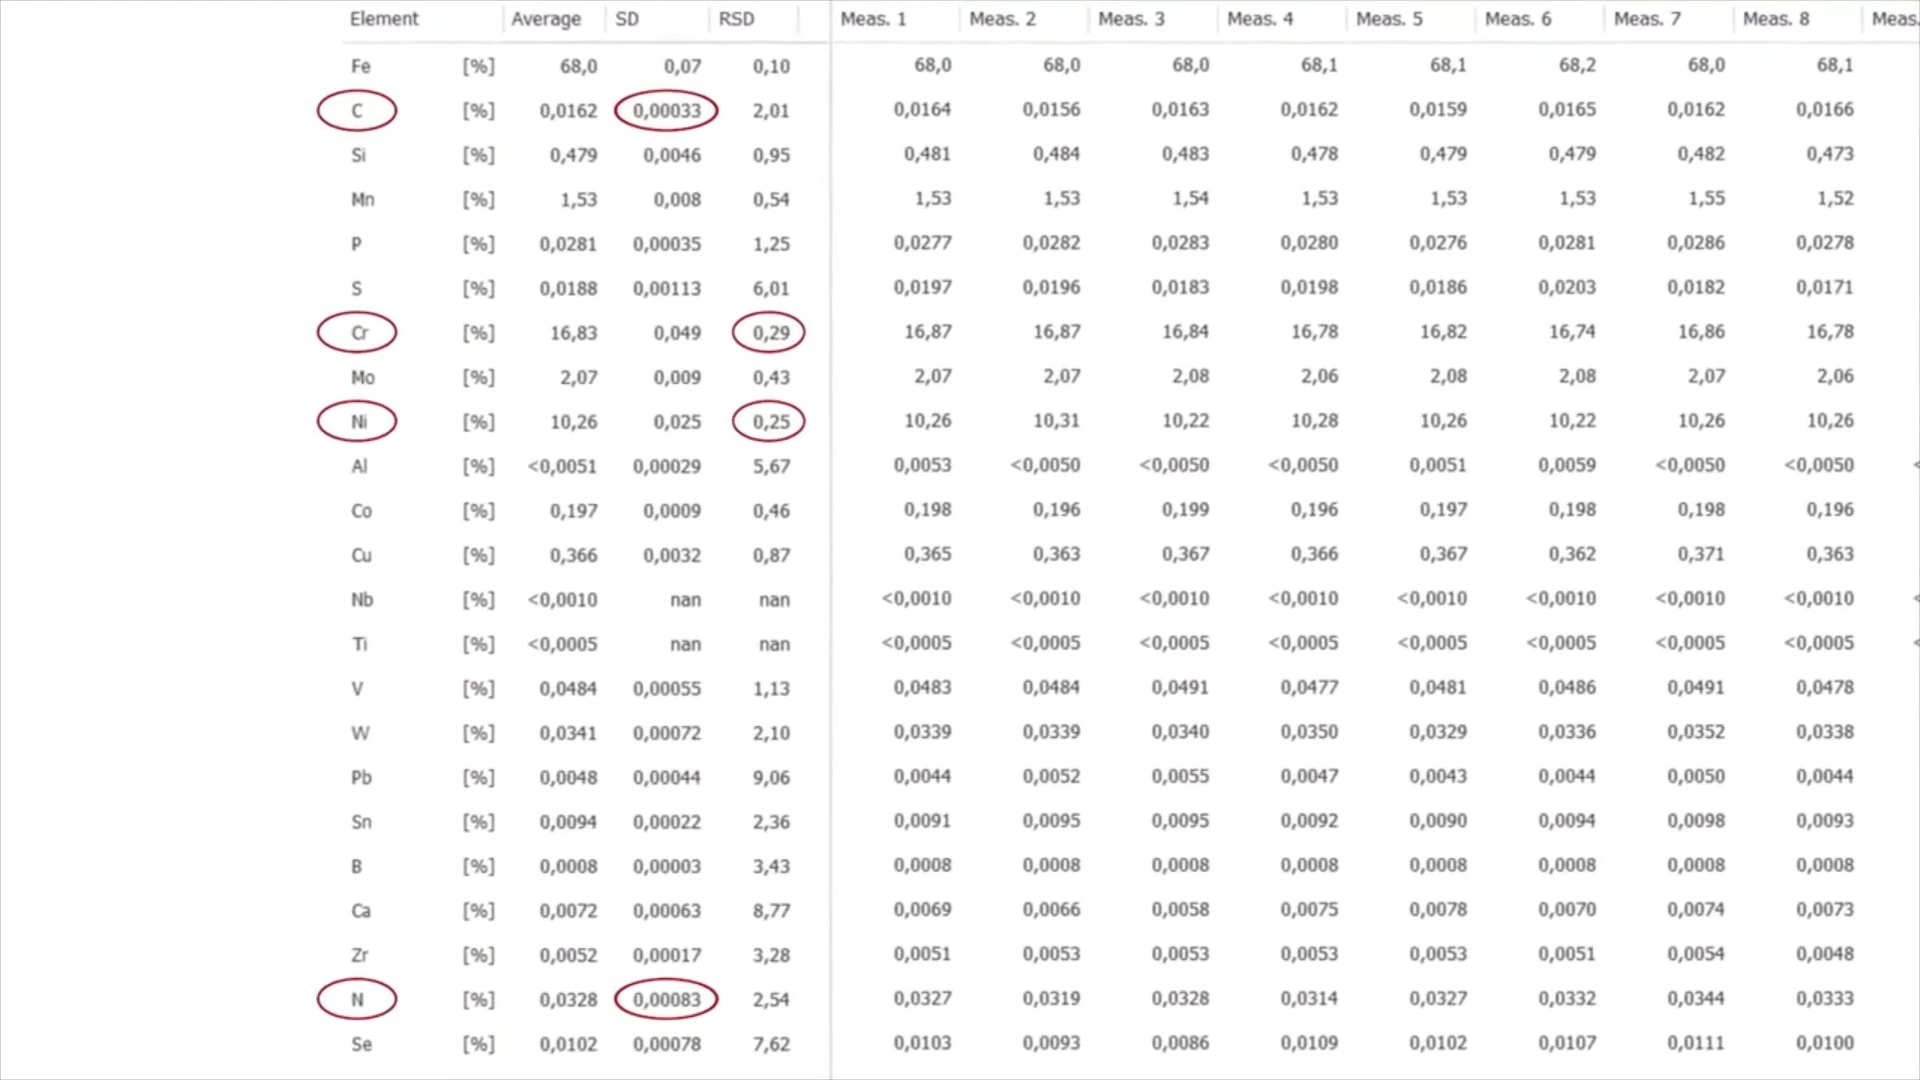 Element Average SD RSD Meas. 1 Meas. 2 Meas. 3 Meas. 4 Meas. 5 Meas. 6 Meas. 7 Meas. 8 Meas.
Fe [%] 68,0 0,07 0,10 68,0 68,0 68,0 68,1 68,1 68,2 68,0 68,1
C [%] 0,0162 0,00033 2,01 0,0164 0,0156 0,0163 0,0162 0,0159 0,0165 0,0162 0,0166
Si [%] 0,479 0,0046 0,95 0,481 0,484 0,483 0,478 0,479 0,479 0,482 0,473
Mn [%] 1,53 0,008 0,54 1,53 1,53 1,54 1,53 1,53 1,53 1,55 1,52
P [%] 0,0281 0,00035 1,25 0,0277 0,0282 0,0283 0,0280 0,0276 0,0281 0,0286 0,0278
S [%] 0,0188 0,00113 6,01 0,0197 0,0196 0,0183 0,0198 0,0186 0,0203 0,0182 0,0171
Cr [%] 16,83 0,049 0,29 16,87 16,87 16,84 16,78 16,82 16,74 16,86 16,78
Mo [%] 2,07 0,009 0,43 2,07 2,07 2,08 2,06 2,08 2,08 2,07 2,06
Ni [%] 10,26 0,025 0,25 10,26 10,31 10,22 10,28 10,26 10,22 10,26 10,26
Al [%] <0,0051 0,00029 5,67 0,0053 <0,0050 <0,0050 <0,0050 0,0051 0,0059 <0,0050 <0,0050 <
Co [%] 0,197 0,0009 0,46 0,198 0,196 0,199 0,196 0,197 0,198 0,198 0,196
Cu [%] 0,366 0,0032 0,87 0,365 0,363 0,367 0,366 0,367 0,362 0,371 0,363
Nb [%] <0,0010 nan nan <0,0010 <0,0010 <0,0010 <0,0010 <0,0010 <0,0010 <0,0010 <0,0010 <
Ti [%] <0,0005 nan nan <0,0005 <0,0005 <0,0005 <0,0005 <0,0005 <0,0005 <0,0005 <0,0005 <
V [%] 0,0484 0,00055 1,13 0,0483 0,0484 0,0491 0,0477 0,0481 0,0486 0,0491 0,0478
W [%] 0,0341 0,00072 2,10 0,0339 0,0339 0,0340 0,0350 0,0329 0,0336 0,0352 0,0338
Pb [%] 0,0048 0,00044 9,06 0,0044 0,0052 0,0055 0,0047 0,0043 0,0044 0,0050 0,0044
Sn [%] 0,0094 0,00022 2,36 0,0091 0,0095 0,0095 0,0092 0,0090 0,0094 0,0098 0,0093
B [%] 0,0008 0,00003 3,43 0,0008 0,0008 0,0008 0,0008 0,0008 0,0008 0,0008 0,0008
Ca [%] 0,0072 0,00063 8,77 0,0069 0,0066 0,0058 0,0075 0,0078 0,0070 0,0074 0,0073
Zr [%] 0,0052 0,00017 3,28 0,0051 0,0053 0,0053 0,0053 0,0053 0,0051 0,0054 0,0048
N [%] 0,0328 0,00083 2,54 0,0327 0,0319 0,0328 0,0314 0,0327 0,0332 0,0344 0,0333
Se [%] 0,0102 0,00078 7,62 0,0103 0,0093 0,0086 0,0109 0,0102 0,0107 0,0111 0,0100